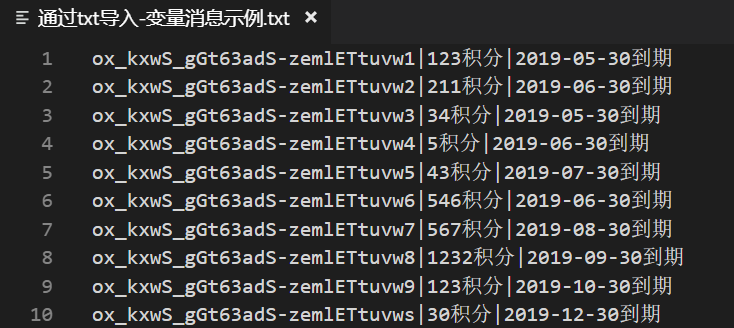 通过txt导入-变量消息示例.txt
1 ox_kxwS_gGt63adS-zemlETtuvw1|123积分|2019-05-30到期
2 ox_kxwS_gGt63adS-zemlETtuvw2|211积分|2019-06-30到期
3 ox_kxwS_gGt63adS-zemlETtuvw3|34积分|2019-05-30到期
4 ox_kxwS_gGt63adS-zemlETtuvw4|5积分|2019-06-30到期
5 ox_kxwS_gGt63adS-zemlETtuvw5|43积分|2019-07-30到期
6 ox_kxwS_gGt63adS-zemlETtuvw6|546积分|2019-06-30到期
7 ox_kxwS_gGt63adS-zemlETtuvw7|567积分|2019-08-30到期
8 ox_kxwS_gGt63adS-zemlETtuvw8|1232积分|2019-09-30到期
9 ox_kxwS_gGt63adS-zemlETtuvw9|123积分|2019-10-30到期
10 ox_kxwS_gGt63adS-zemlETtuvws|30积分|2019-12-30到期